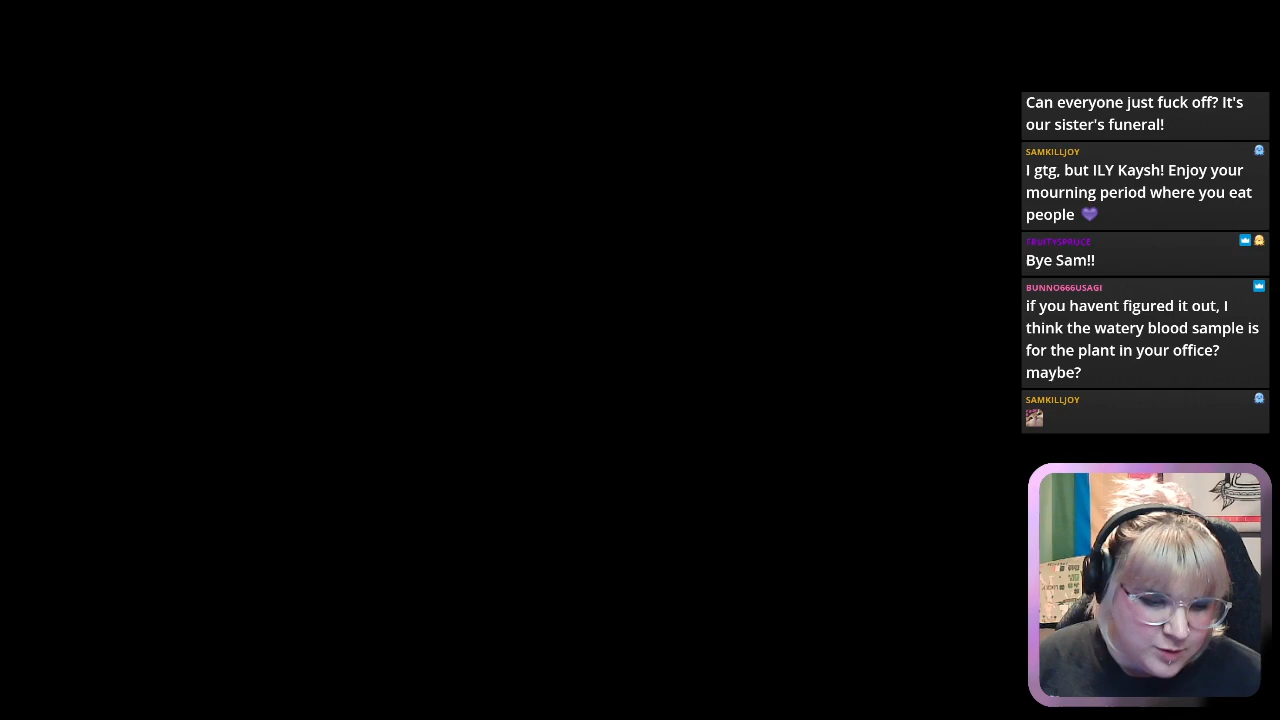 Can everyone just fuck off? It's
our sister's funeral!
SAMKILLJOY
I gtg, but ILY Kaysh! Enjoy your
mourning period where you eat
people
FRUITYSPRUCE
Bye Sam!!
BUNNO666USAGI
if you havent figured it out, I
think the watery blood sample is
for the plant in your office?
maybe?
SAMKILLJOY